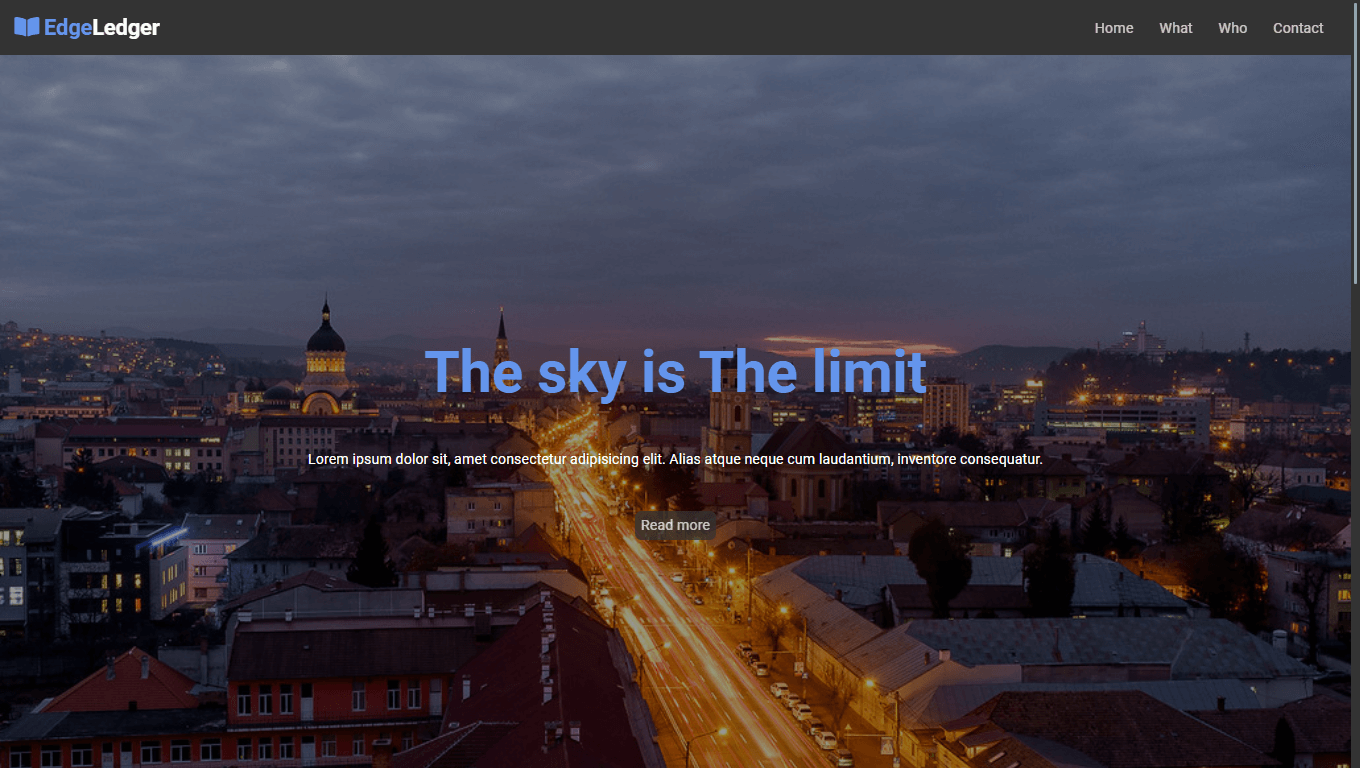 EdgeLedger
Home What Who Contact
The sky is The limit
Lorem ipsum dolor sit, amet consectetur adipisicing elit. Alias atque neque cum laudantium, inventore consequatur.
Read more